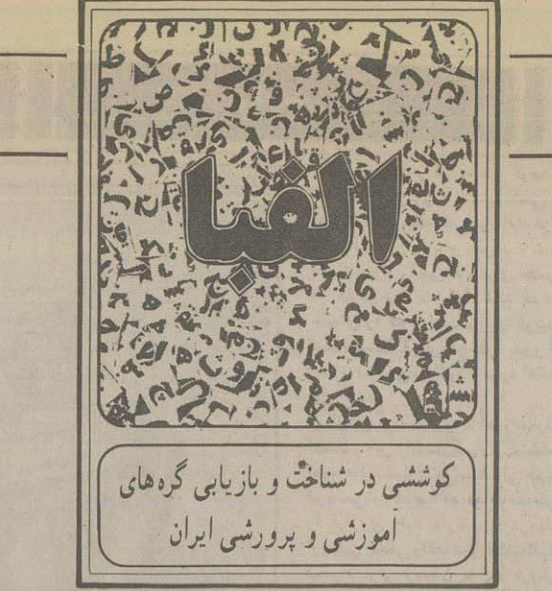 الفبا
کوششی در شناخت و بازیابی گره‌های
آموزشی و پرورشی ایران